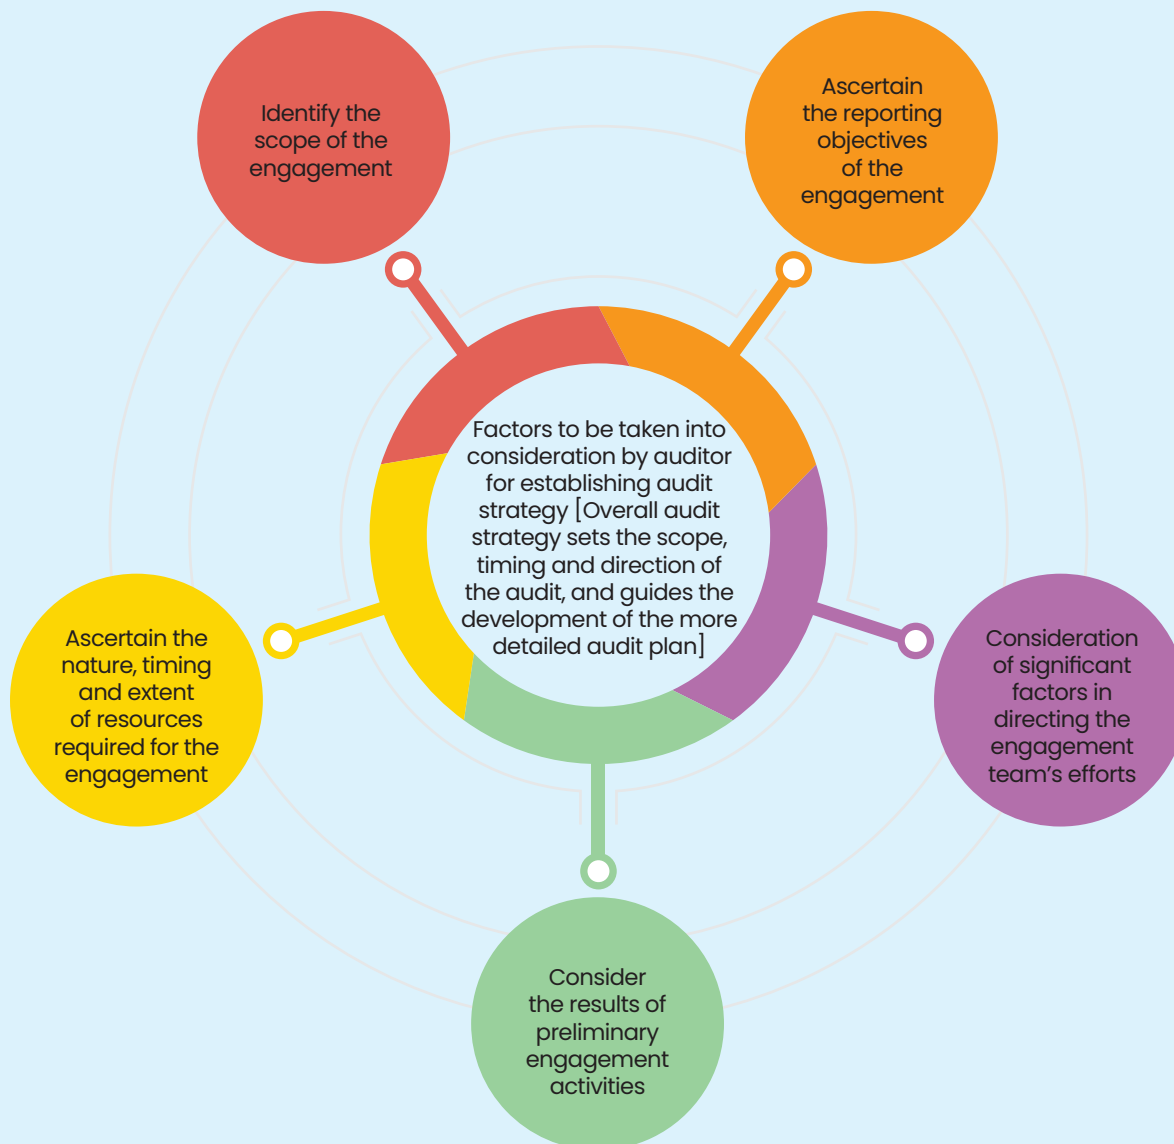 Identify the
scope of the
engagement
Ascertain
the reporting
objectives
of the
engagement
Factors to be taken into
consideration by auditor
for establishing audit
strategy [Overall audit
strategy sets the scope,
timing and direction of
the audit, and guides the
development of the more
detailed audit plan]
Consideration
of significant
factors in
directing the
engagement
team's efforts
Consider
the results of
preliminary
engagement
activities
Ascertain the
nature, timing
and extent
of resources
required for the
engagement